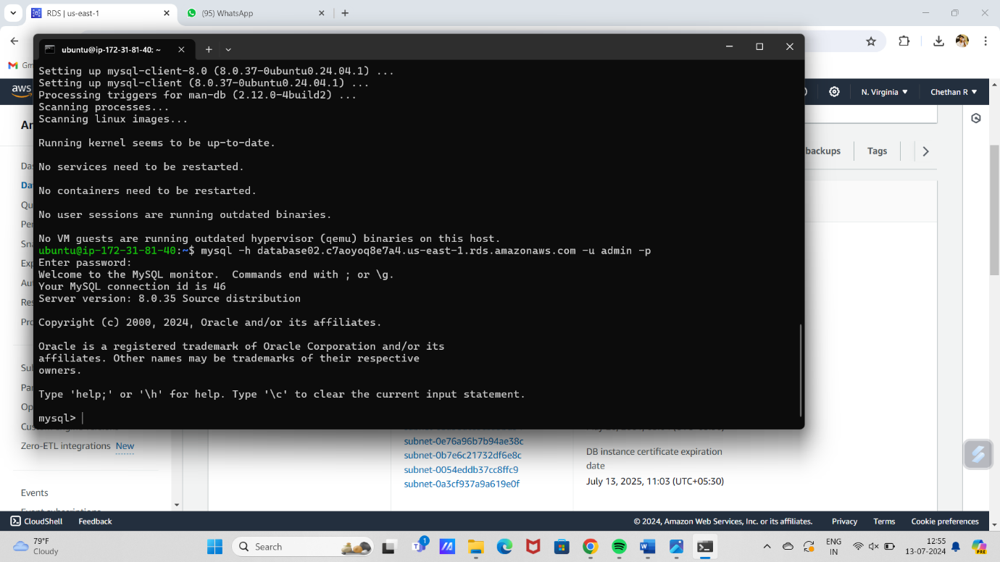 RDS | us-east-1
(95) WhatsApp
ubuntu@ip-172-31-81-40: ~
Setting up mysql-client-8.0 (8.0.37-0ubuntu0.24.04.1) ...
Setting up mysql-client (8.0.37-0ubuntu0.24.04.1) ...
Processing triggers for man-db (2.12.0-4build2) ...
Scanning processes...
Scanning linux images...
Running kernel seems to be up-to-date.
No services need to be restarted.
No containers need to be restarted.
No user sessions are running outdated binaries.
No VM guests are running outdated hypervisor (qemu) binaries on this host.
ubuntu@ip-172-31-81-40:~$ mysql -h database02.c7aoyoq8e7a4.us-east-1.rds.amazonaws.com -u admin -p
Enter password:
Welcome to the MySQL monitor.  Commands end with ; or \g.
Your MySQL connection id is 46
Server version: 8.0.35 Source distribution
Copyright (c) 2000, 2024, Oracle and/or its affiliates.
Oracle is a registered trademark of Oracle Corporation and/or its
affiliates. Other names may be trademarks of their respective
owners.
Type 'help;' or '\h' for help. Type '\c' to clear the current input statement.
mysql>
aws
N. Virginia
Chethan R
backups
Tags
Zero-ETL integrations New
Events
subnet-0e76a96b7b94ae38c
subnet-0b7e6c21732df6e8c
subnet-0054eddb37cc8ffc9
subnet-0a3cf937a9a619e0f
DB instance certificate expiration
date
July 13, 2025, 11:03 (UTC+05:30)
CloudShell
Feedback
© 2024, Amazon Web Services, Inc. or its affiliates.
Privacy
Terms
Cookie preferences
79°F
Cloudy
Search
1
ENG
IN
12:55
13-07-2024
PRE